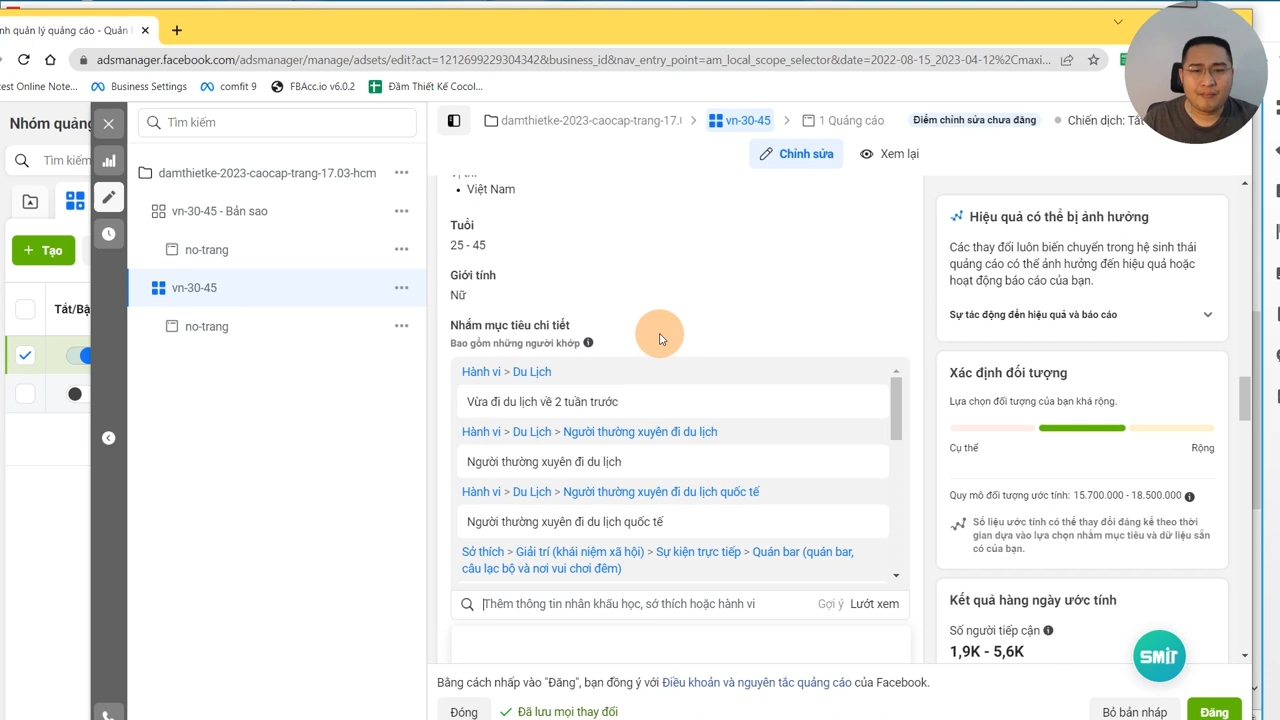 nh quản lý quảng cáo - Quản l
adsmanager.facebook.com/adsmanager/manage/adsets/edit?act=1212699229304342&business_id&nav_entry_point=am_local_scope_selector&date=2022-08-15_2023-04-12%2Cmaxi...
test Online Note...
Business Settings
comfit 9
FBAcc.io v6.0.2
Đầm Thiết Kế Cocol...
Nhóm quảng
Tìm kiếm
damthietke-2023-caocap-trang-17.
vn-30-45
1 Quảng cáo
Điểm chỉnh sửa chưa đăng
Chiến dịch: Tắt
Chỉnh sửa
Xem lại
Tìm kiếm
+ Tạo
Tắt/Bậ
damthietke-2023-caocap-trang-17.03-hcm
vn-30-45 - Bản sao
no-trang
vn-30-45
no-trang
Vị trí
• Việt Nam
Tuổi
25 - 45
Giới tính
Nữ
Nhắm mục tiêu chi tiết
Bao gồm những người khớp
Hành vi > Du Lịch
Vừa đi du lịch về 2 tuần trước
Hành vi > Du Lịch > Người thường xuyên đi du lịch
Người thường xuyên đi du lịch
Hành vi > Du Lịch > Người thường xuyên đi du lịch quốc tế
Người thường xuyên đi du lịch quốc tế
Sở thích > Giải trí (khái niệm xã hội) > Sự kiện trực tiếp > Quán bar (quán bar,
câu lạc bộ và nơi vui chơi đêm)
Thêm thông tin nhân khẩu học, sở thích hoặc hành vi
Gợi ý
Lướt xem
Hiệu quả có thể bị ảnh hưởng
Các thay đổi luôn biến chuyển trong hệ sinh thái
quảng cáo có thể ảnh hưởng đến hiệu quả hoặc
hoạt động báo cáo của bạn.
Sự tác động đến hiệu quả và báo cáo
Xác định đối tượng
Lựa chọn đối tượng của bạn khá rộng.
Cụ thể
Rộng
Quy mô đối tượng ước tính: 15.700.000 - 18.500.000
Số liệu ước tính có thể thay đổi đáng kể theo thời
gian dựa vào lựa chọn nhắm mục tiêu và dữ liệu sẵn
có của bạn.
Kết quả hàng ngày ước tính
Số người tiếp cận
1,9K - 5,6K
SMIT
Bằng cách nhấp vào "Đăng", bạn đồng ý với Điều khoản và nguyên tắc quảng cáo của Facebook.
Đóng
Đã lưu mọi thay đổi
Bỏ bản nháp
Đăng